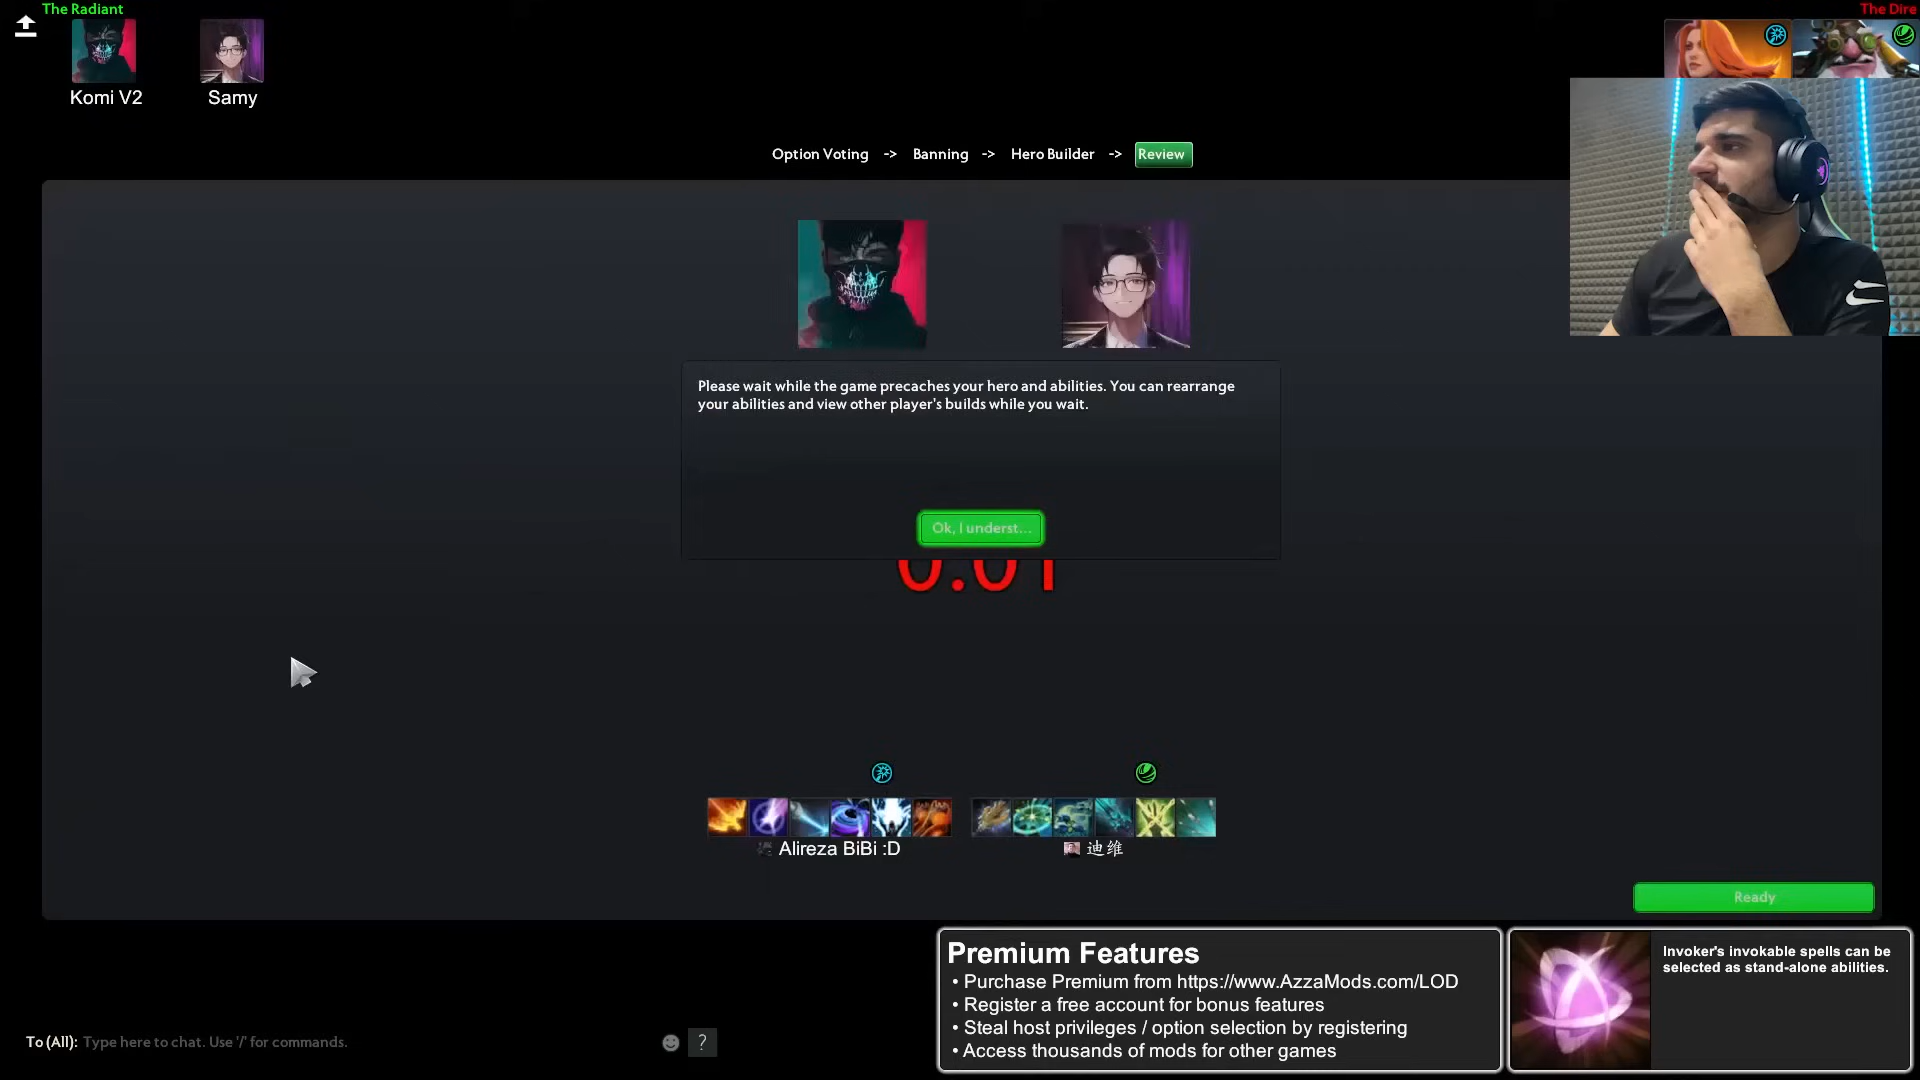 The Radiant
The Dire
Komi V2
Samy
Option Voting -> Banning -> Hero Builder -> Review
Please wait while the game precaches your hero and abilities. You can rearrange
your abilities and view other player's builds while you wait.
Ok, I underst...
0:01
Alireza BiBi :D
迪维
Ready
Premium Features
• Purchase Premium from https://www.AzzaMods.com/LOD
• Register a free account for bonus features
• Steal host privileges / option selection by registering
• Access thousands of mods for other games
Invoker's invokable spells can be
selected as stand-alone abilities.
To (All): Type here to chat. Use '/' for commands.
?